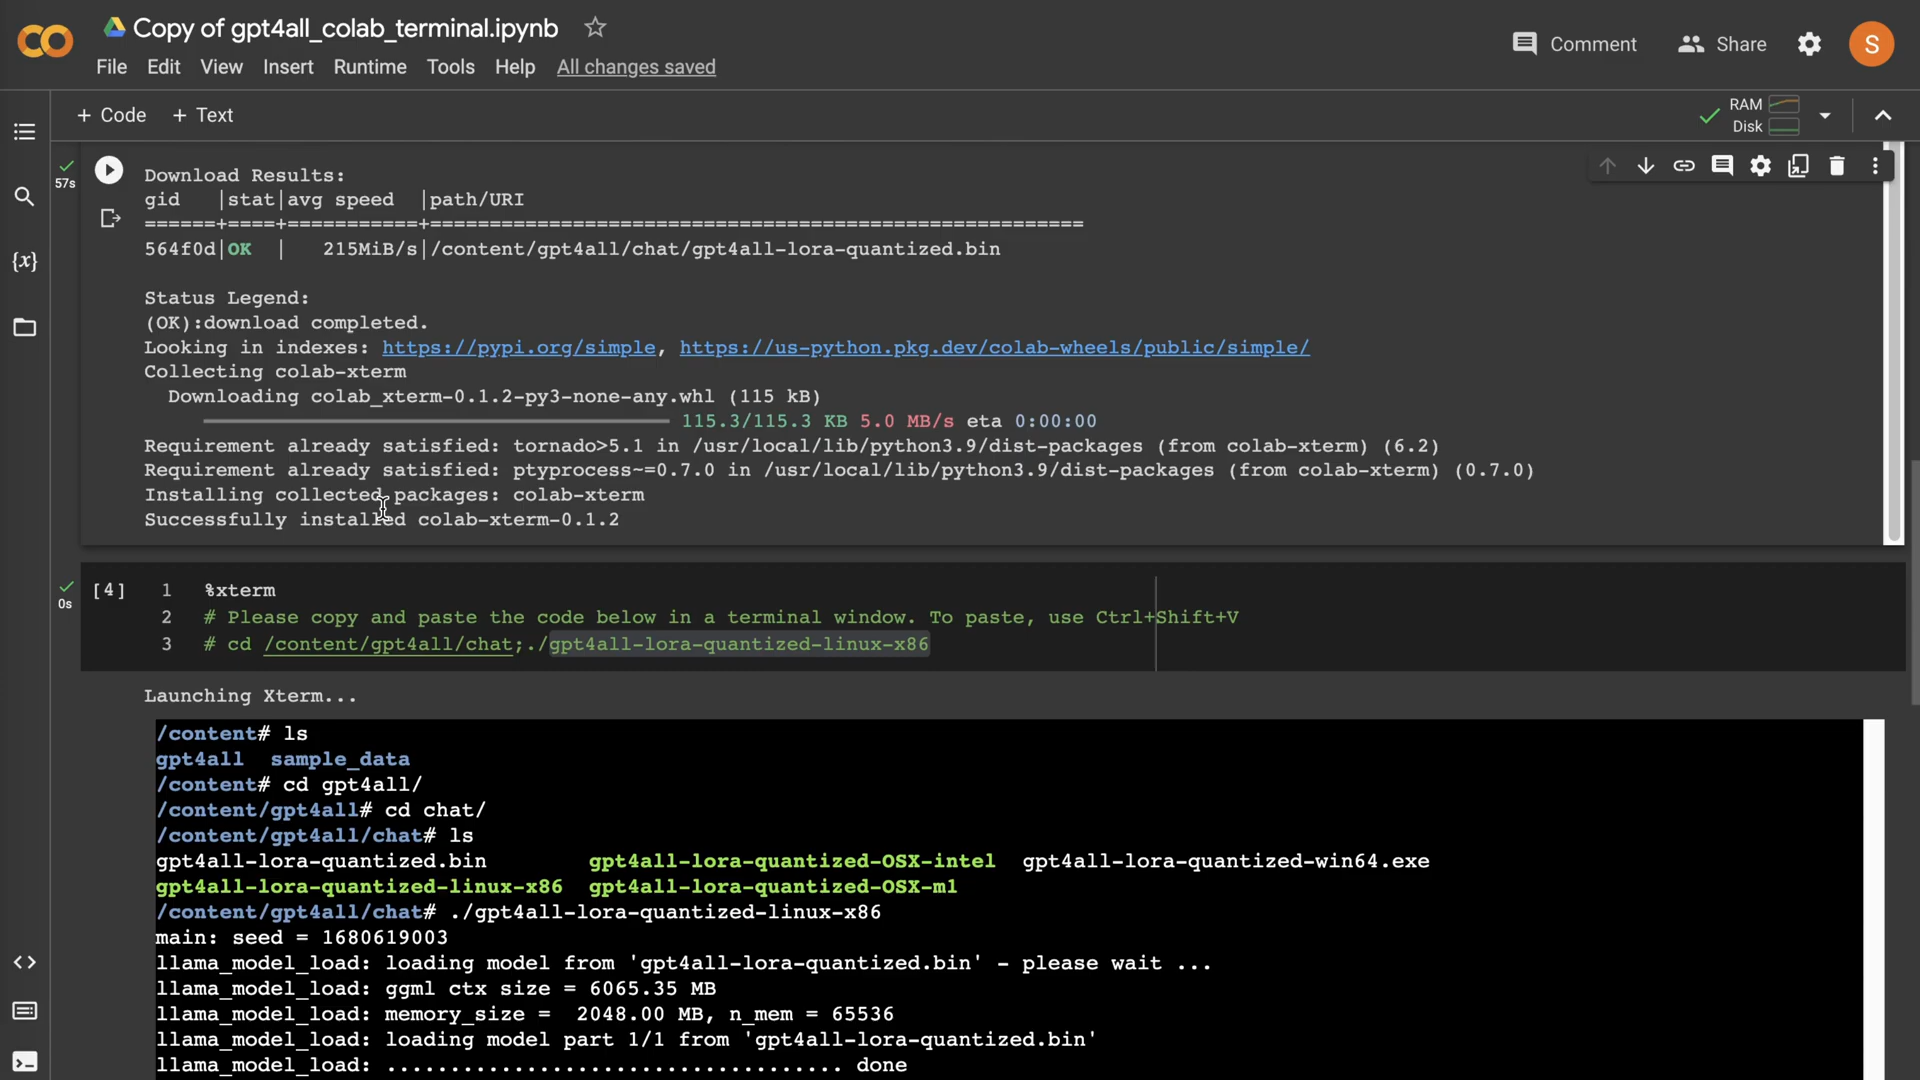 Copy of gpt4all_colab_terminal.ipynb
Comment
Share
S
File Edit View Insert Runtime Tools Help All changes saved
+ Code + Text
RAM
Disk
57s
Download Results:
gid |stat|avg speed |path/URI
======+====+===========+=======================================================
564f0d|OK | 215MiB/s|/content/gpt4all/chat/gpt4all-lora-quantized.bin
Status Legend:
(OK):download completed.
Looking in indexes: https://pypi.org/simple, https://us-python.pkg.dev/colab-wheels/public/simple/
Collecting colab-xterm
Downloading colab_xterm-0.1.2-py3-none-any.whl (115 kB)
115.3/115.3 KB 5.0 MB/s eta 0:00:00
Requirement already satisfied: tornado>5.1 in /usr/local/lib/python3.9/dist-packages (from colab-xterm) (6.2)
Requirement already satisfied: ptyprocess~=0.7.0 in /usr/local/lib/python3.9/dist-packages (from colab-xterm) (0.7.0)
Installing collected packages: colab-xterm
Successfully installed colab-xterm-0.1.2
0s
[4] 1 %xterm
2 # Please copy and paste the code below in a terminal window. To paste, use Ctrl+Shift+V
3 # cd /content/gpt4all/chat;./gpt4all-lora-quantized-linux-x86
Launching Xterm...
/content# ls
gpt4all sample_data
/content# cd gpt4all/
/content/gpt4all# cd chat/
/content/gpt4all/chat# ls
gpt4all-lora-quantized.bin gpt4all-lora-quantized-OSX-intel gpt4all-lora-quantized-win64.exe
gpt4all-lora-quantized-linux-x86 gpt4all-lora-quantized-OSX-m1
/content/gpt4all/chat# ./gpt4all-lora-quantized-linux-x86
main: seed = 1680619003
llama_model_load: loading model from 'gpt4all-lora-quantized.bin' - please wait ...
llama_model_load: ggml ctx size = 6065.35 MB
llama_model_load: memory_size = 2048.00 MB, n_mem = 65536
llama_model_load: loading model part 1/1 from 'gpt4all-lora-quantized.bin'
llama_model_load: .................................... done